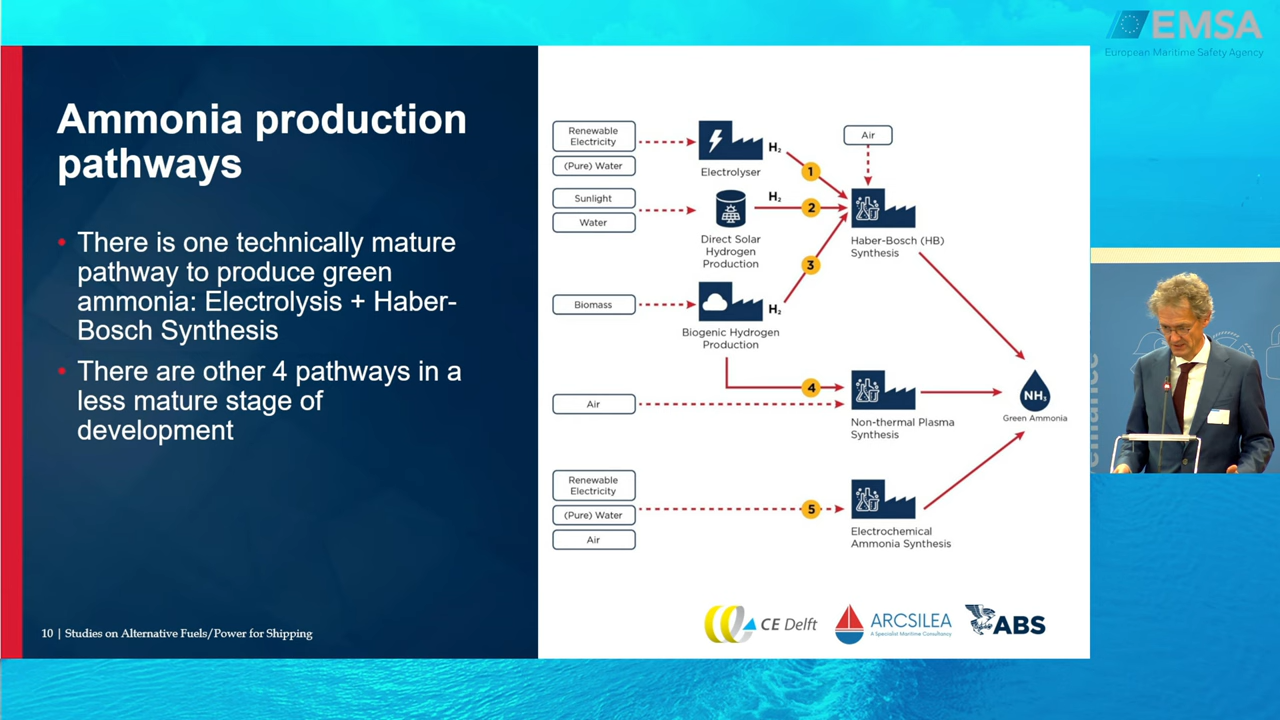 EMSA
European Maritime Safety Agency
Ammonia production
pathways
• There is one technically mature
pathway to produce green
ammonia: Electrolysis + Haber-
Bosch Synthesis
• There are other 4 pathways in a
less mature stage of
development
10 | Studies on Alternative Fuels/Power for Shipping
Renewable
Electricity
(Pure) Water
Electrolyser
H₂
1
Air
Sunlight
Water
Direct Solar
Hydrogen
Production
H₂
2
Haber-Bosch (HB)
Synthesis
3
Biomass
H₂
Biogenic Hydrogen
Production
4
Air
Non-thermal Plasma
Synthesis
NH₃
Green Ammonia
Renewable
Electricity
(Pure) Water
Air
5
Electrochemical
Ammonia Synthesis
CE Delft
ARCSILEA
A Specialist Maritime Consultancy
ABS